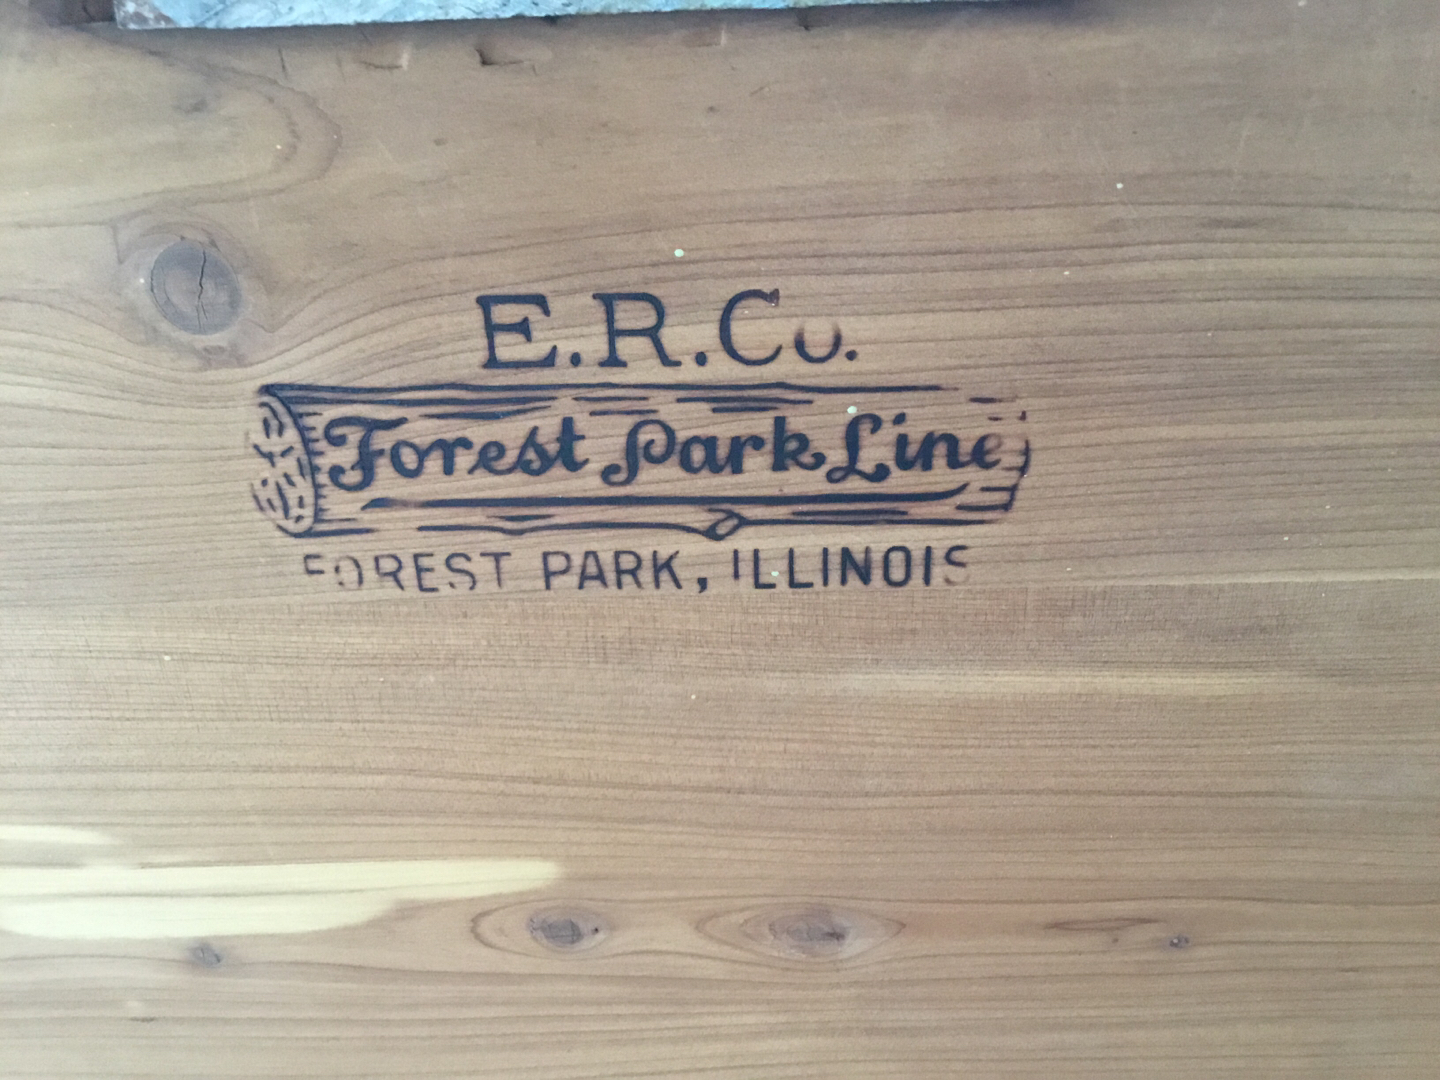 E.R.Co.
Forest Park Line
FOREST PARK, ILLINOIS